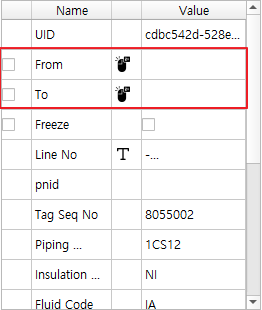 Name Value
UID cdbc542d-528e...
From
To
Freeze
Line No T -...
pnid
Tag Seq No 8055002
Piping ... 1CS12
Insulation ... NI
Fluid Code IA